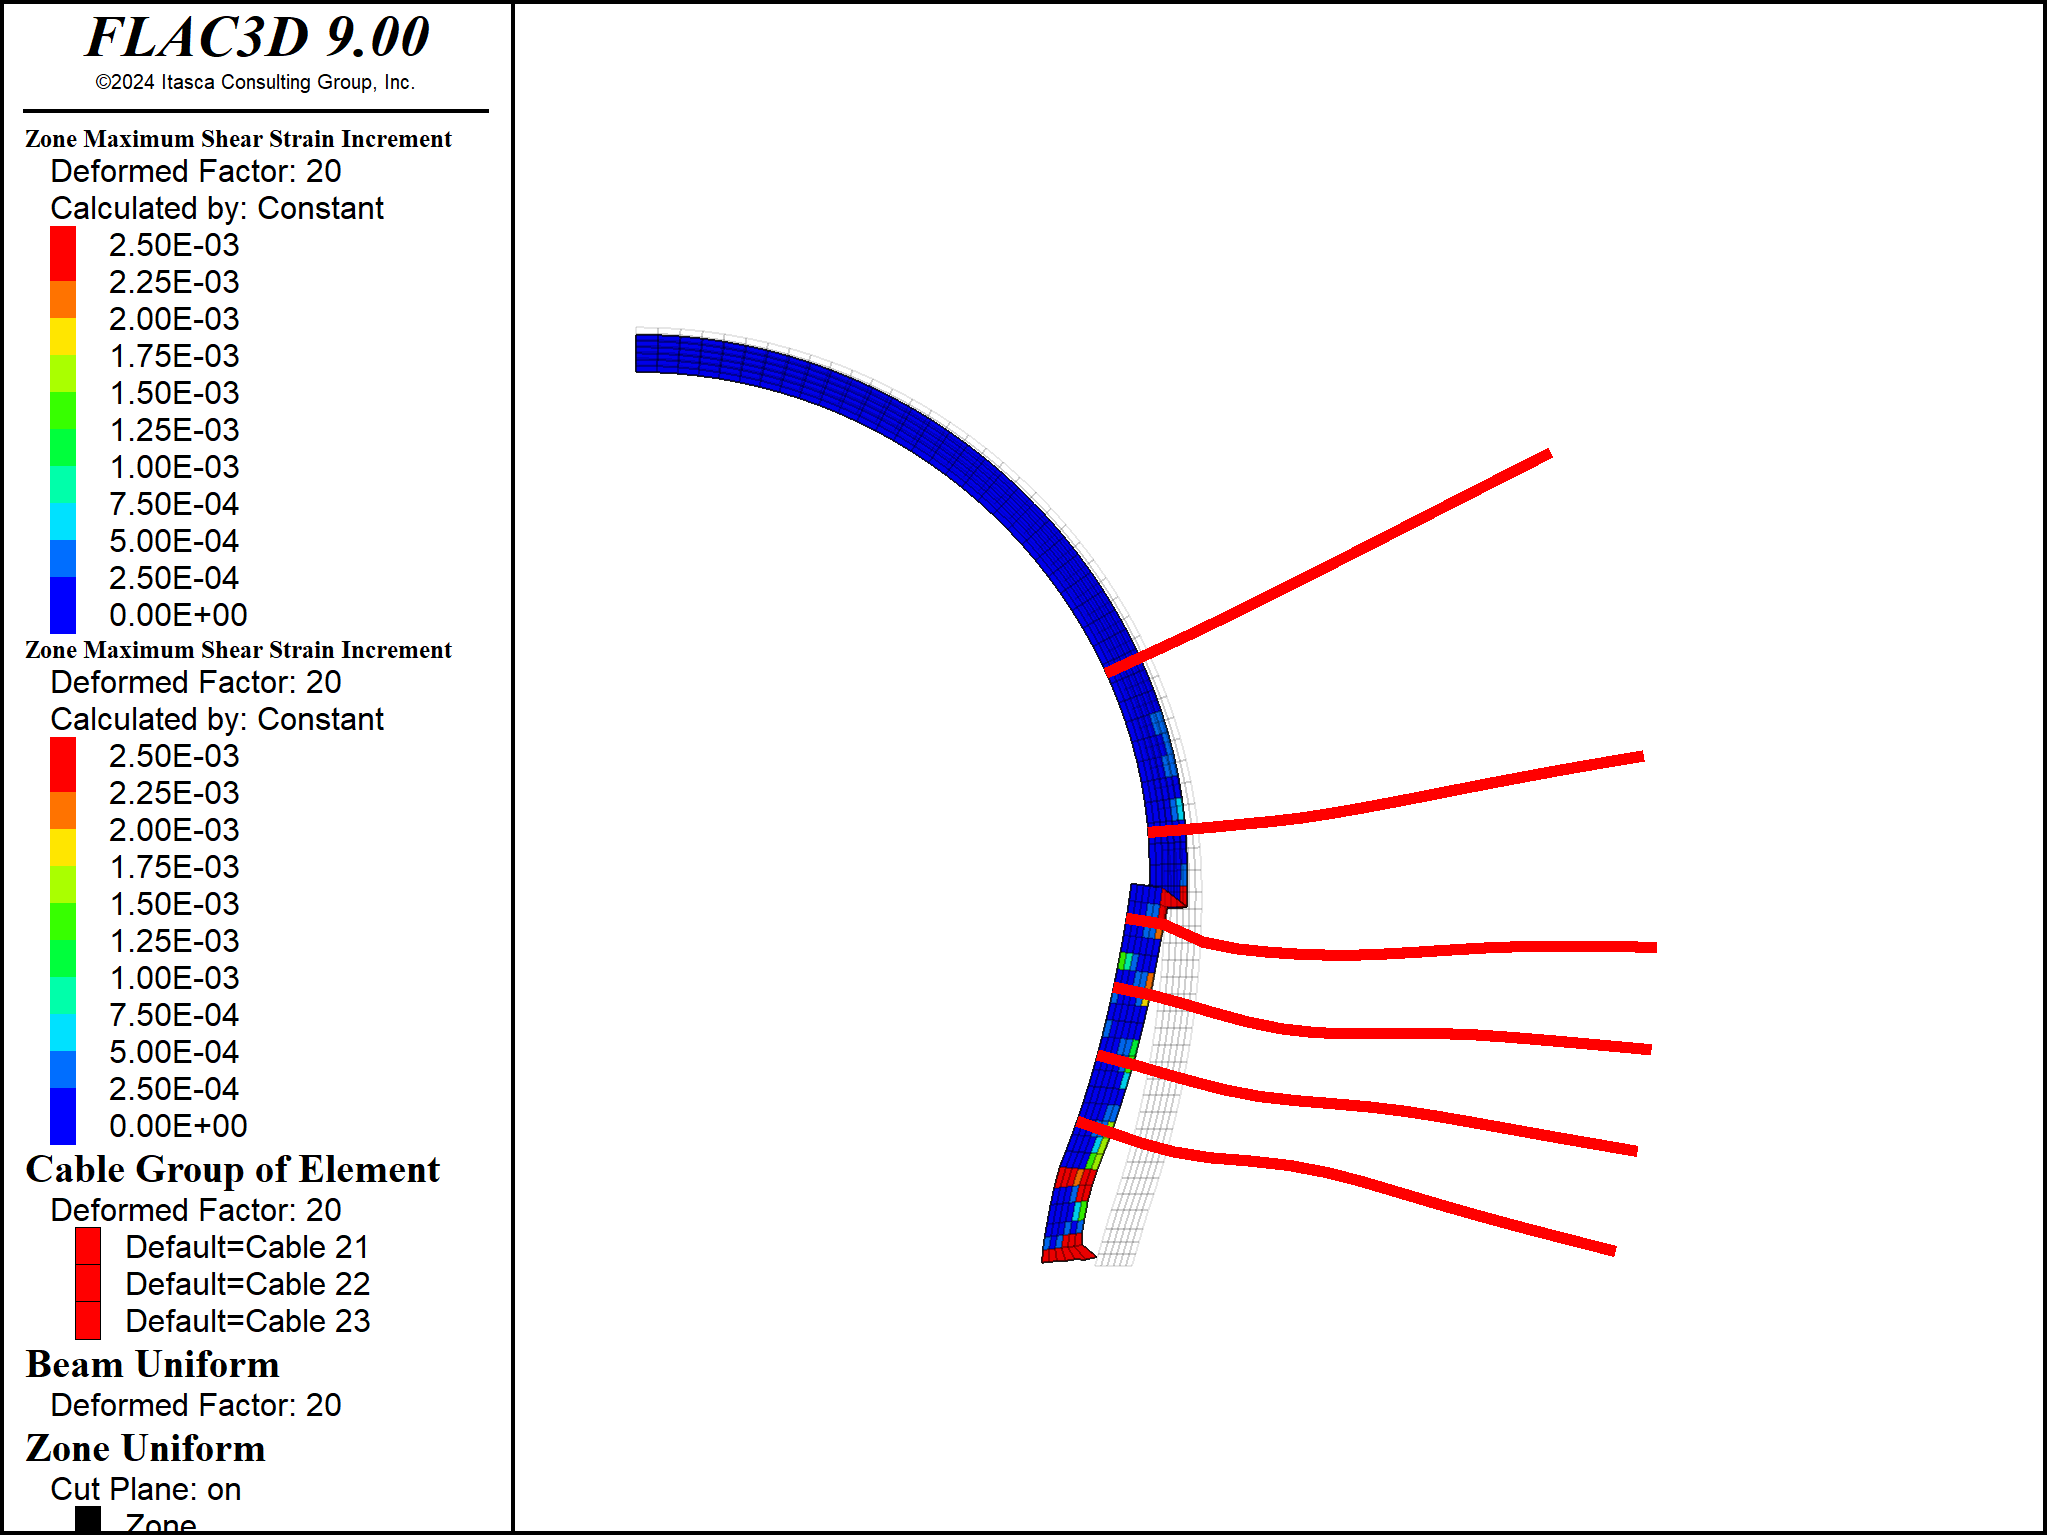 FLAC3D 9.00
©2024 Itasca Consulting Group, Inc.
Zone Maximum Shear Strain Increment
Deformed Factor: 20
Calculated by: Constant
2.50E-03
2.25E-03
2.00E-03
1.75E-03
1.50E-03
1.25E-03
1.00E-03
7.50E-04
5.00E-04
2.50E-04
0.00E+00
Zone Maximum Shear Strain Increment
Deformed Factor: 20
Calculated by: Constant
2.50E-03
2.25E-03
2.00E-03
1.75E-03
1.50E-03
1.25E-03
1.00E-03
7.50E-04
5.00E-04
2.50E-04
0.00E+00
Cable Group of Element
Deformed Factor: 20
Default=Cable 21
Default=Cable 22
Default=Cable 23
Beam Uniform
Deformed Factor: 20
Zone Uniform
Cut Plane: on
Zone